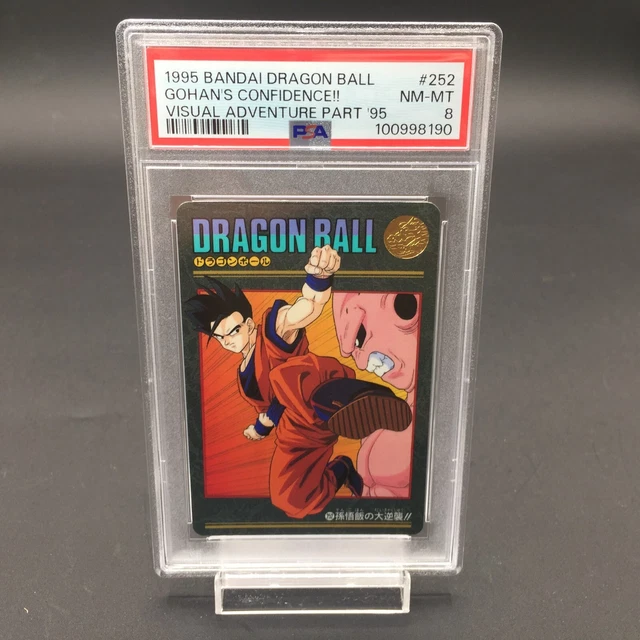 1995 BANDAI DRAGON BALL #252
GOHAN'S CONFIDENCE!! NM-MT
VISUAL ADVENTURE PART '95 8
PSA 100998190
DRAGON BALL
ドラゴンボール
252 孫悟飯の大逆襲!!